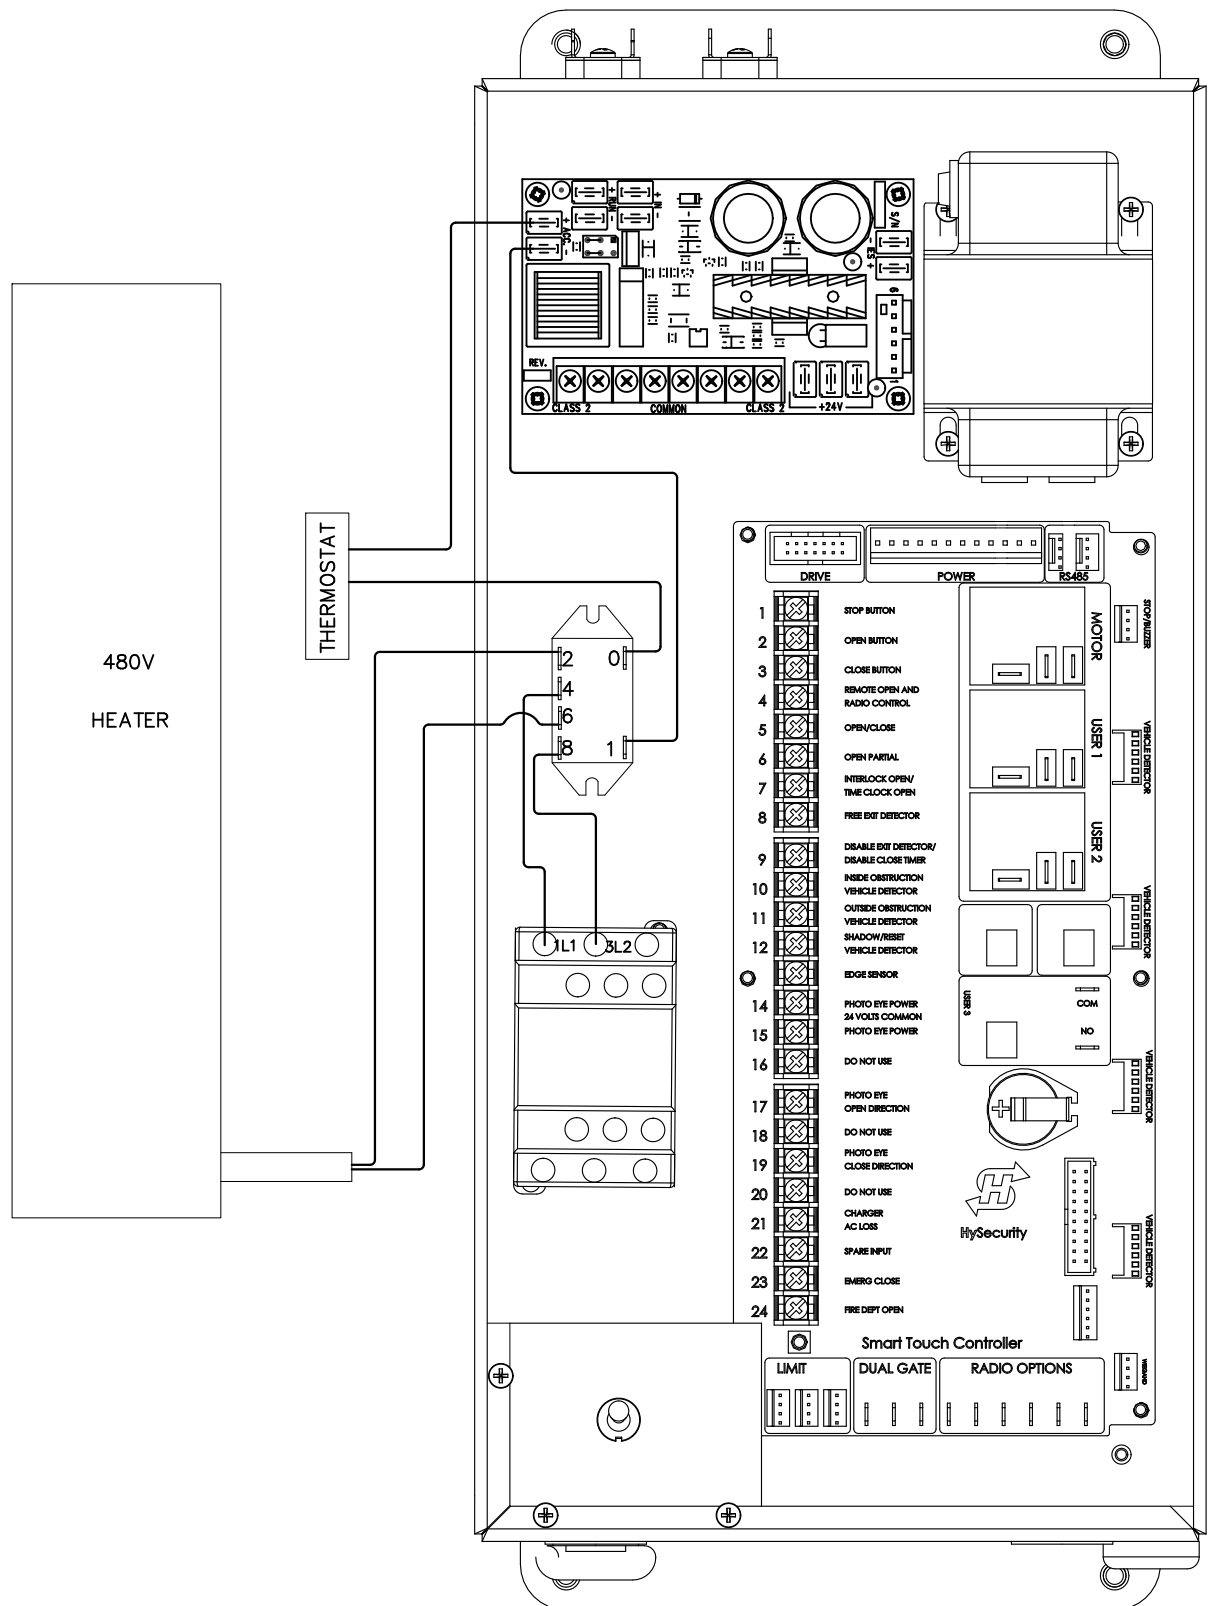 480V
HEATER
THERMOSTAT
+ ACC. -
+ RUN -
+ IN -
S/N
- ES +
6
1
REV.
CLASS 2
COMMON
CLASS 2
+24V
2
4
6
8
0
1
1L1
3L2
DRIVE
POWER
RS485
1 STOP BUTTON
2 OPEN BUTTON
3 CLOSE BUTTON
4 REMOTE OPEN AND
RADIO CONTROL
5 OPEN/CLOSE
6 OPEN PARTIAL
7 INTERLOCK OPEN/
TIME CLOCK OPEN
8 FREE EXIT DETECTOR
9 DISABLE EXIT DETECTOR/
DISABLE CLOSE TIMER
10 INSIDE OBSTRUCTION
VEHICLE DETECTOR
11 OUTSIDE OBSTRUCTION
VEHICLE DETECTOR
12 SHADOW/RESET
VEHICLE DETECTOR
EDGE SENSOR
14 PHOTO EYE POWER
24 VOLTS COMMON
15 PHOTO EYE POWER
16 DO NOT USE
17 PHOTO EYE
OPEN DIRECTION
18 DO NOT USE
19 PHOTO EYE
CLOSE DIRECTION
20 DO NOT USE
21 CHARGER
AC LOSS
22 SPARE INPUT
23 EMERG CLOSE
24 FIRE DEPT OPEN
MOTOR
USER 1
USER 2
USER 3
COM
NO
STOP/BUZZER
VEHICLE DETECTOR
VEHICLE DETECTOR
VEHICLE DETECTOR
VEHICLE DETECTOR
WIEGAND
H
HySecurity
Smart Touch Controller
LIMIT
DUAL GATE
RADIO OPTIONS